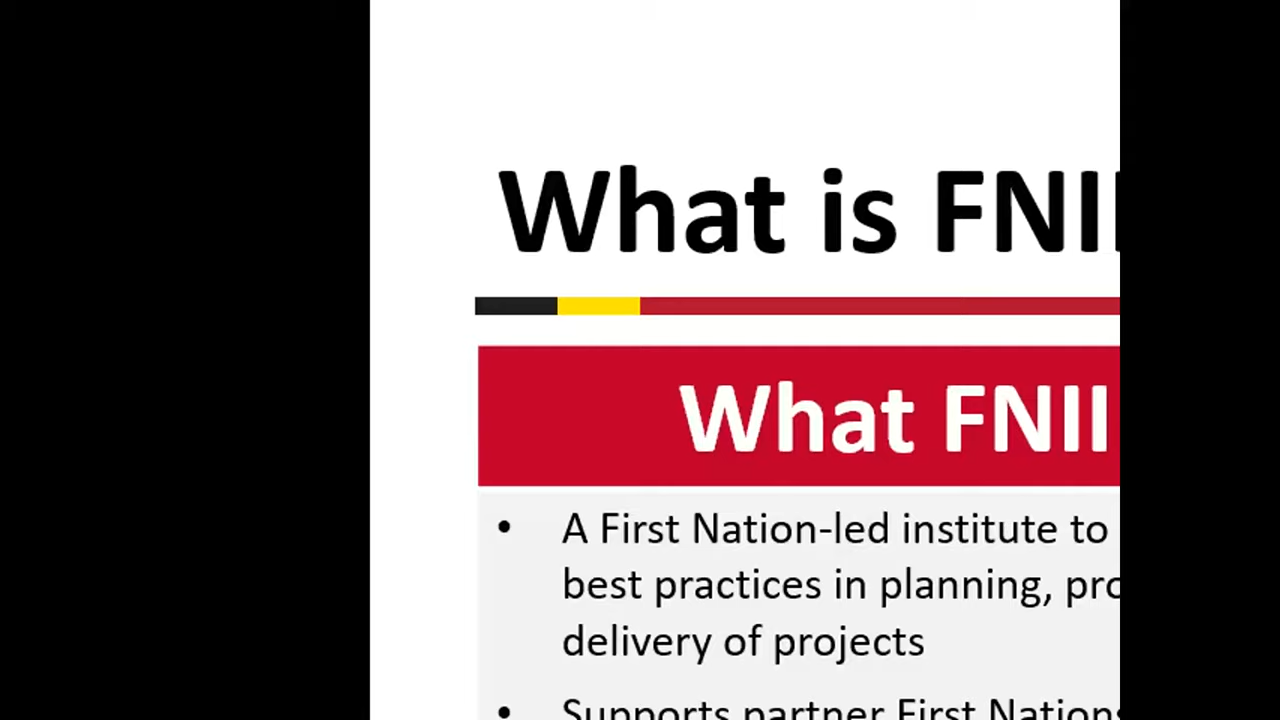 What is FNII
What FNII
• A First Nation-led institute to
best practices in planning, pro
delivery of projects
• Supports partner First Nations